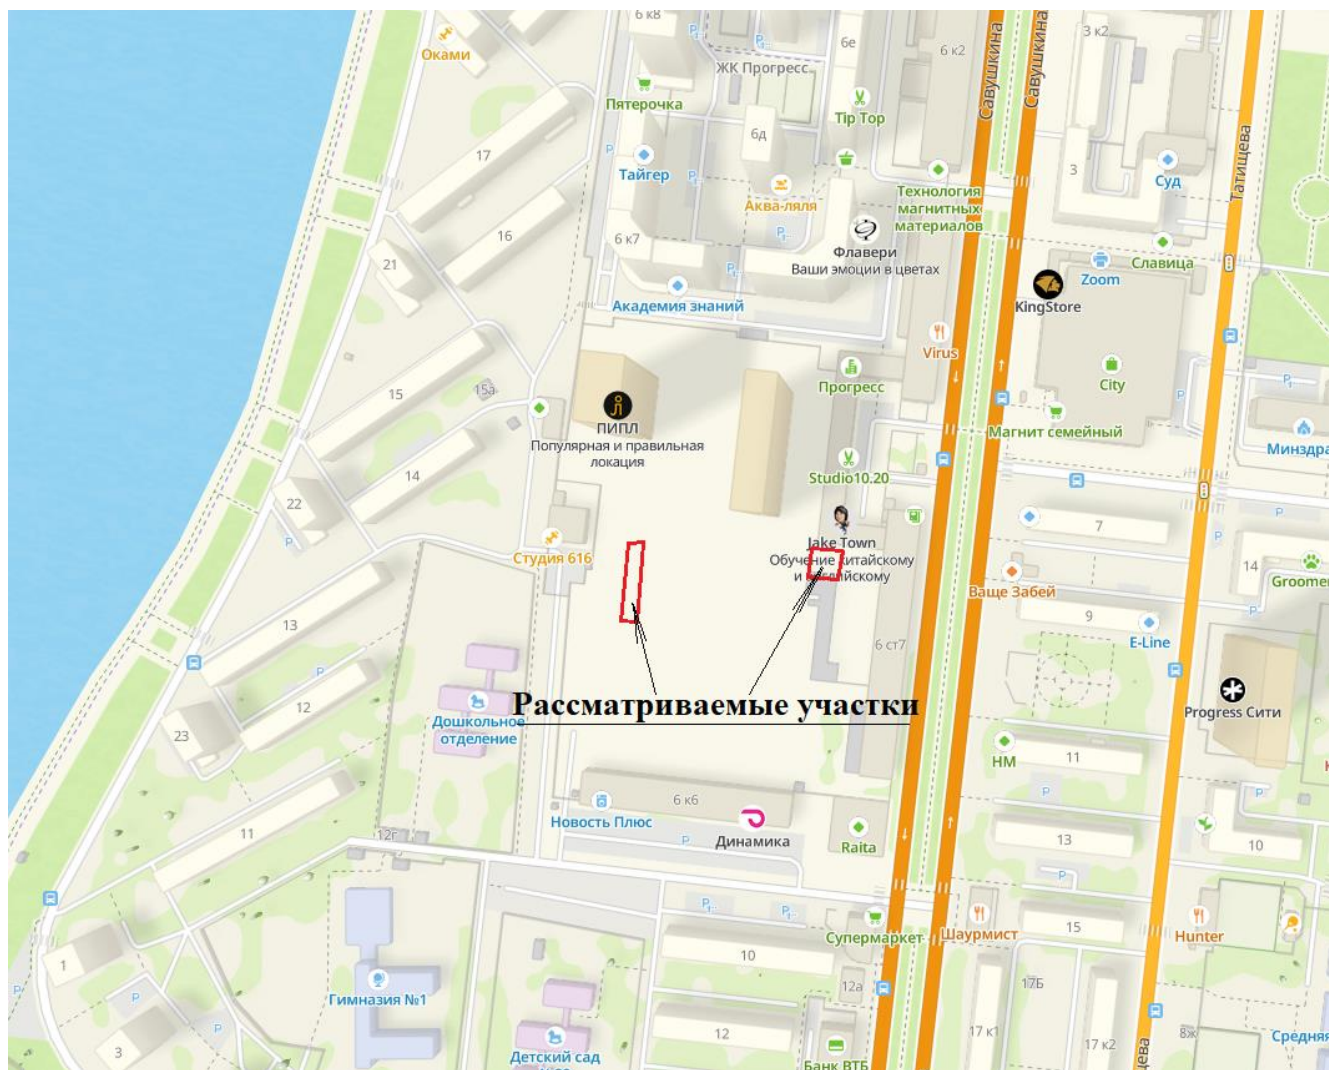 6 к8
Оками
Пятерочка
ЖК Прогресс
6е
6 к2
Савушкина
Савушкина
3 к2
Татищева
17
Тайгер
6д
Tip Top
Аква-ляля
Технология
магнитных
материалов
3
Суд
16
6 к7
21
Флавери
Ваши эмоции в цветах
Славица
Zoom
KingStore
Академия знаний
Virus
15
15а
Прогресс
City
ПИПЛ
Популярная и правильная
локация
Магнит семейный
14
Studio10.20
22
Jake Town
Обучение китайскому
7
14
Студия 616
Ваще Забей
9
E-Line
13
6 ст7
12
23
Рассматриваемые участки
Progress Сити
Дошкольное
отделение
НМ
11
6 к6
Новость Плюс
Динамика
Raita
13
10
11
12г
Супермаркет
Шаурмист
15
Hunter
1
10
Гимназия №1
12а
17Б
3
12
Детский сад
Банк ВТБ
17 к1
17 к2
8ж